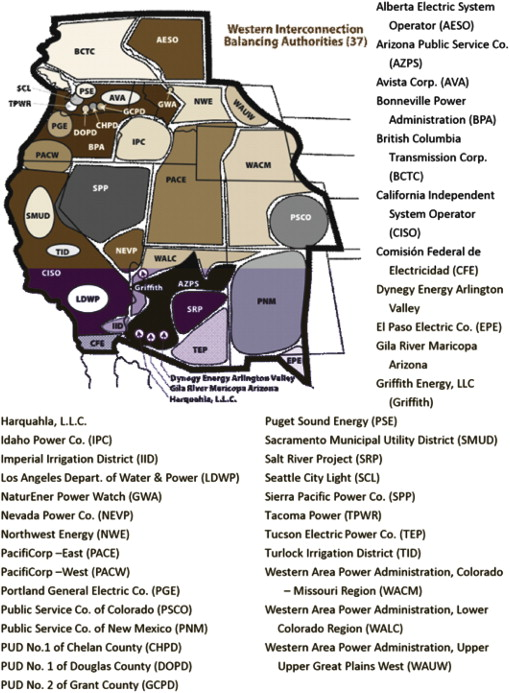 Western Interconnection
Balancing Authorities (37)
BCTC
AESO
SCL
PSE
TPWR
AVA
GCPD
GWA
NWE
WAUW
CHPD
DOPD
PGE
BPA
IPC
PACW
PACE
WACM
SPP
PSCO
SMUD
TID
NEVP
WALC
CISO
LDWP
Griffith
AZPS
SRP
PNM
IID
CFE
TEP
EPE
Dynegy Energy Arlington Valley
Gila River Maricopa Arizona
Harquahla, L.L.C.
Alberta Electric System
Operator (AESO)
Arizona Public Service Co.
(AZPS)
Avista Corp. (AVA)
Bonneville Power
Administration (BPA)
British Columbia
Transmission Corp.
(BCTC)
California Independent
System Operator
(CISO)
Comisión Federal de
Electricidad (CFE)
Dynegy Energy Arlington
Valley
El Paso Electric Co. (EPE)
Gila River Maricopa
Arizona
Griffith Energy, LLC
(Griffith)
Harquahla, L.L.C.
Idaho Power Co. (IPC)
Imperial Irrigation District (IID)
Los Angeles Depart. of Water & Power (LDWP)
NaturEner Power Watch (GWA)
Nevada Power Co. (NEVP)
Northwest Energy (NWE)
PacifiCorp –East (PACE)
PacifiCorp –West (PACW)
Portland General Electric Co. (PGE)
Public Service Co. of Colorado (PSCO)
Public Service Co. of New Mexico (PNM)
PUD No.1 of Chelan County (CHPD)
PUD No. 1 of Douglas County (DOPD)
PUD No. 2 of Grant County (GCPD)
Puget Sound Energy (PSE)
Sacramento Municipal Utility District (SMUD)
Salt River Project (SRP)
Seattle City Light (SCL)
Sierra Pacific Power Co. (SPP)
Tacoma Power (TPWR)
Tucson Electric Power Co. (TEP)
Turlock Irrigation District (TID)
Western Area Power Administration, Colorado
– Missouri Region (WACM)
Western Area Power Administration, Lower
Colorado Region (WALC)
Western Area Power Administration, Upper
Upper Great Plains West (WAUW)